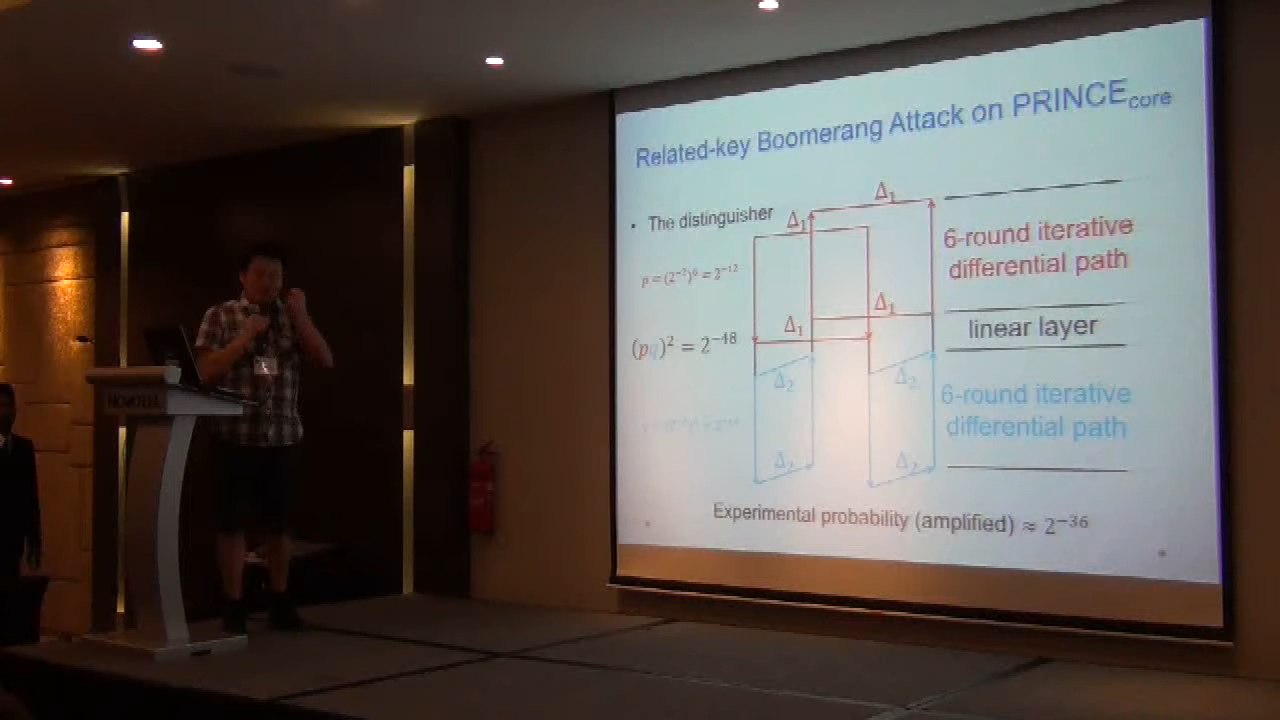 Related-key Boomerang Attack on PRINCEcore
• The distinguisher
Δ1
Δ1
p = (2⁻²)⁶ = 2⁻¹²
6-round iterative
differential path
Δ1
Δ1
(pq)² = 2⁻⁴⁸
linear layer
Δ2
Δ2
6-round iterative
differential path
Δ2
Δ2
Experimental probability (amplified) ≈ 2⁻³⁶
NOVOTEL